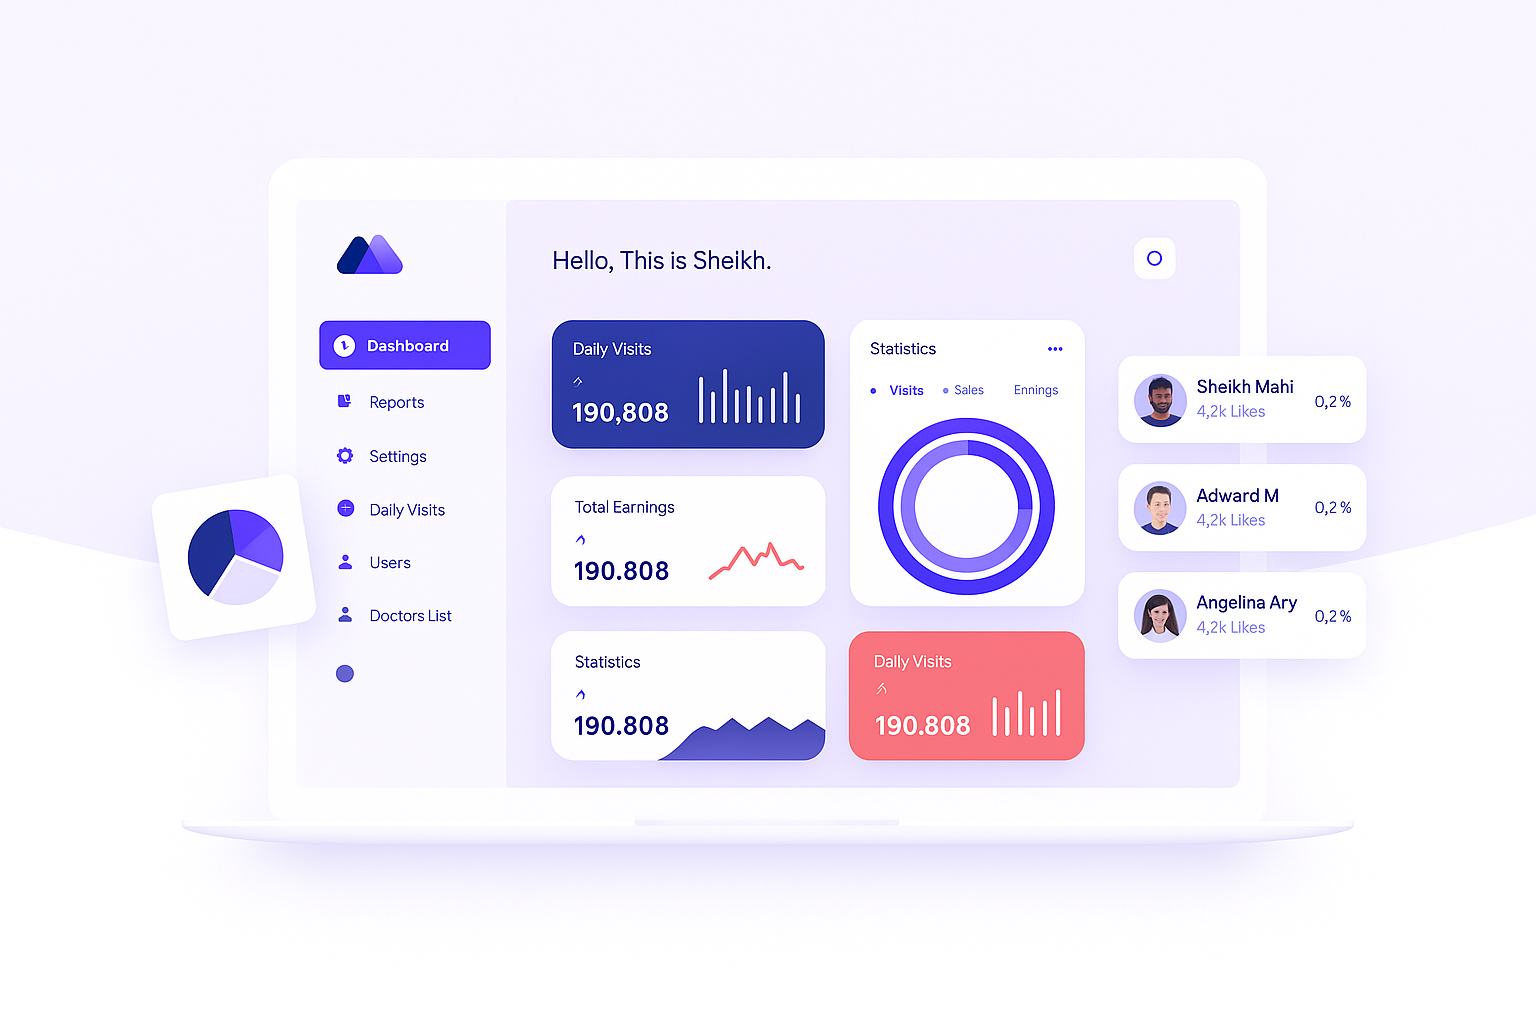 Hello, This is Sheikh.
Dashboard
Reports
Settings
Daily Visits
Users
Doctors List
Daily Visits
190,808
Total Earnings
190.808
Statistics
190.808
Statistics
Visits
Sales
Ennings
Dally Visits
190.808
Sheikh Mahi
4,2k Likes
0,2%
Adward M
4,2k Likes
0,2%
Angelina Ary
4,2k Likes
0,2%